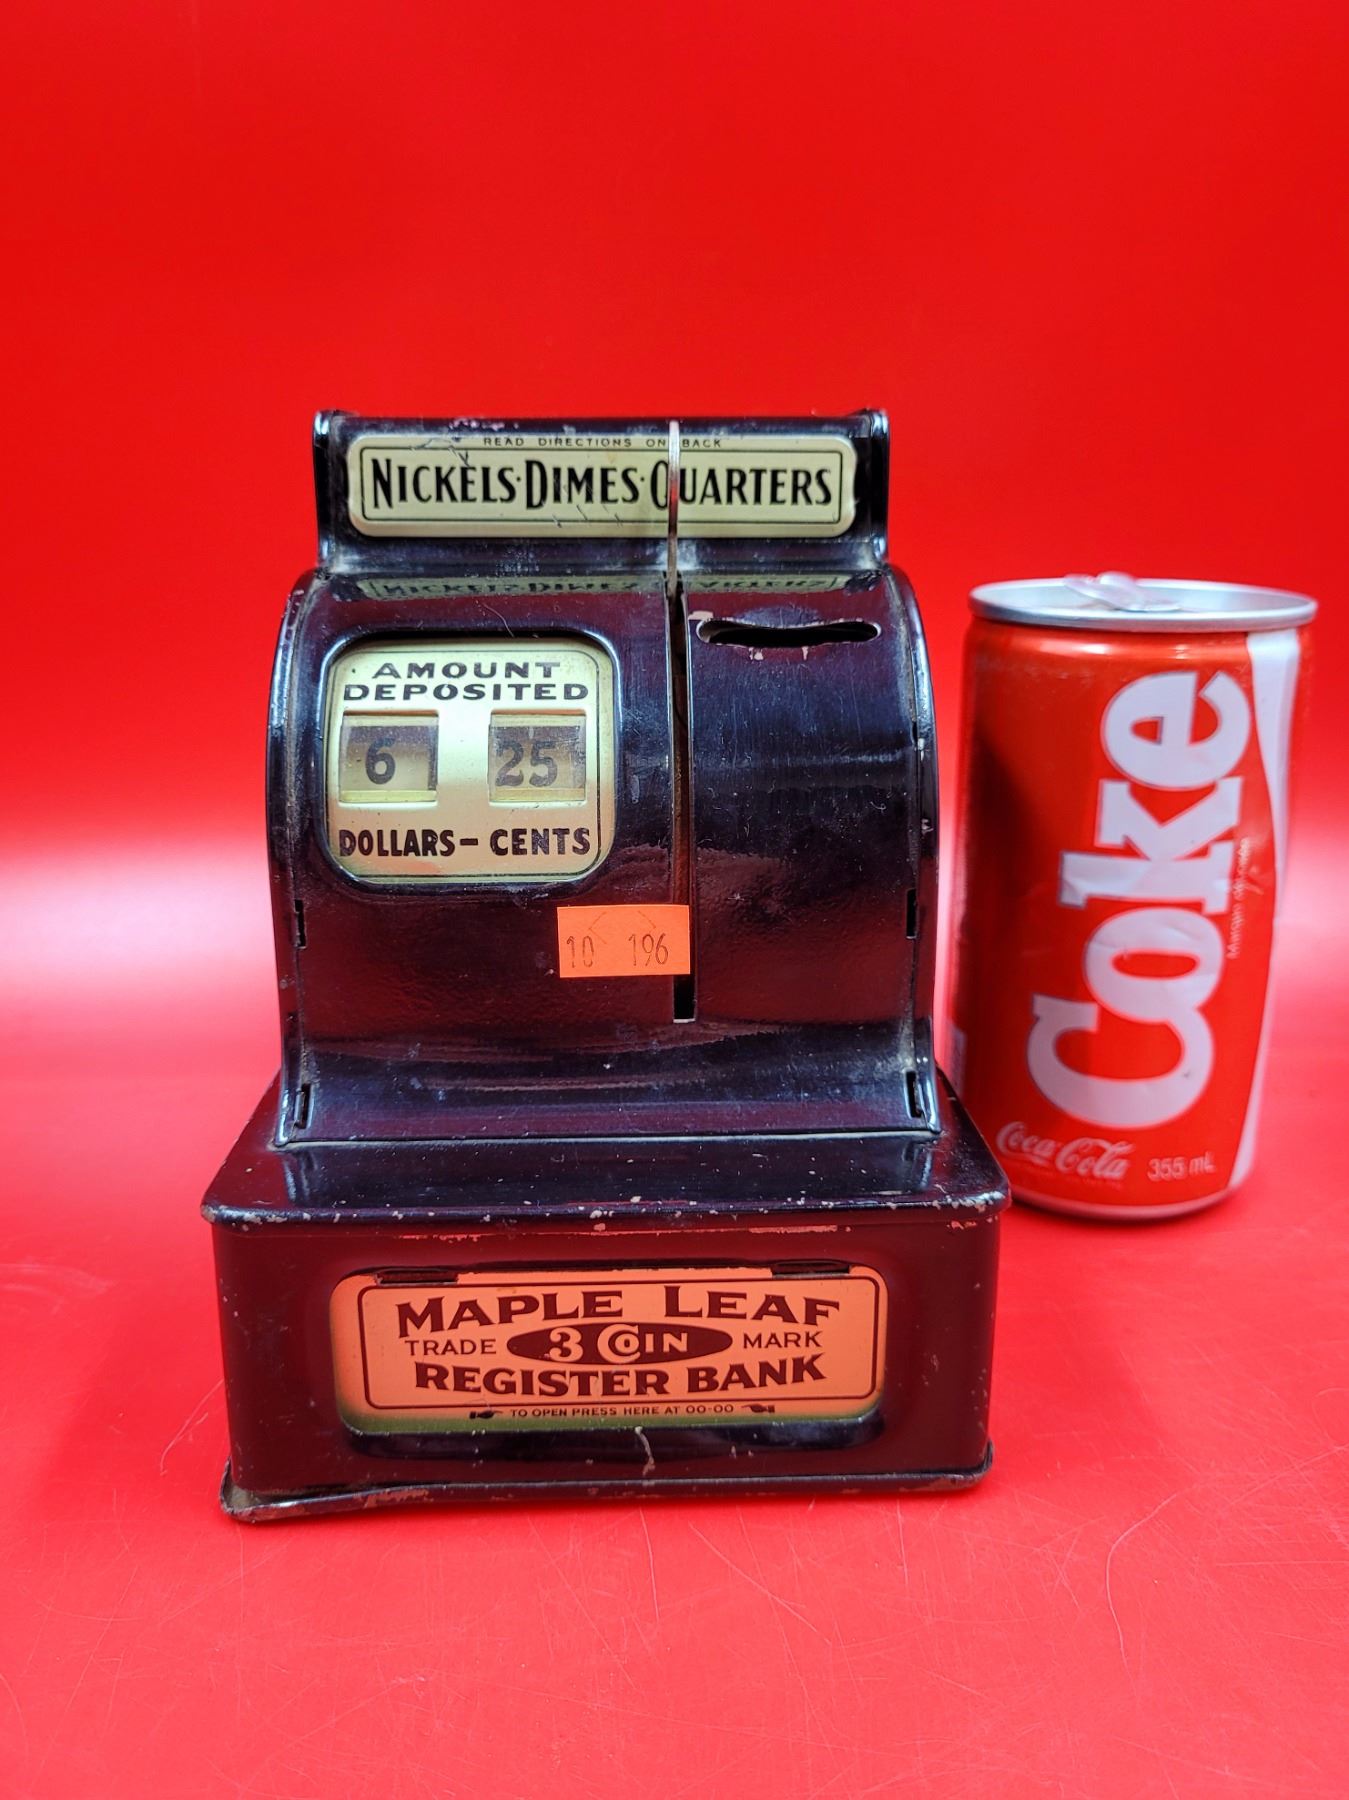 READ DIRECTIONS ON BACK
NICKELS·DIMES·QUARTERS
AMOUNT
DEPOSITED
6 25
DOLLARS-CENTS
10 196
MAPLE LEAF
TRADE 3 COIN MARK
REGISTER BANK
TO OPEN PRESS HERE AT 00-00
Coke
Coca-Cola 355 mL